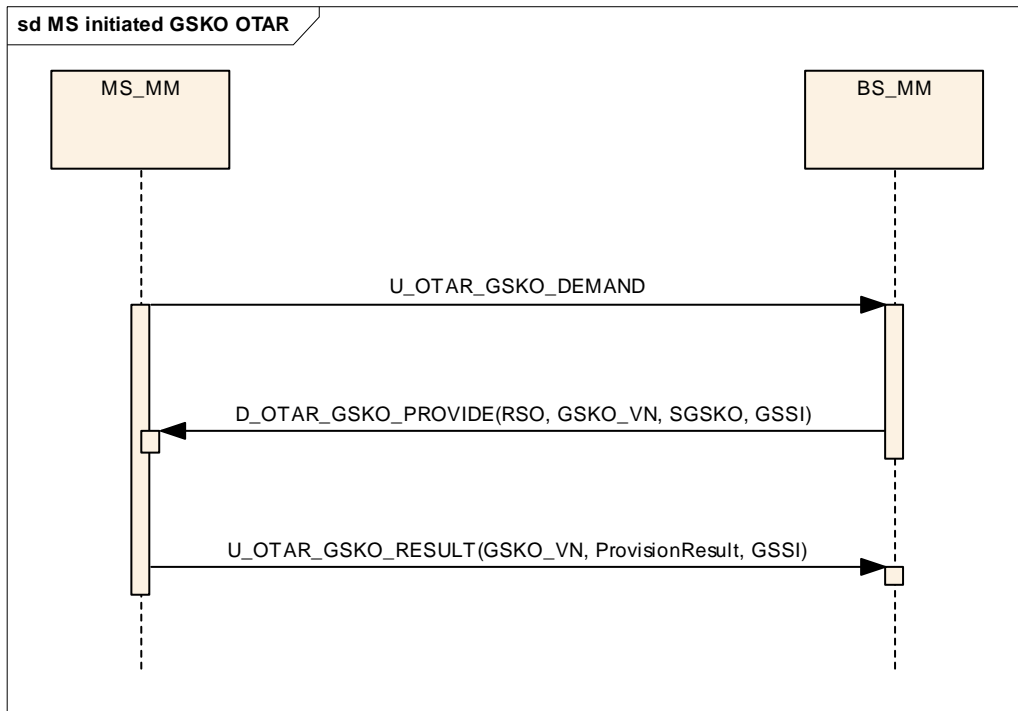 sd MS initiated GSKO OTAR
MS_MM
BS_MM
U_OTAR_GSKO_DEMAND
D_OTAR_GSKO_PROVIDE(RSO, GSKO_VN, SGSKO, GSSI)
U_OTAR_GSKO_RESULT(GSKO_VN, ProvisionResult, GSSI)